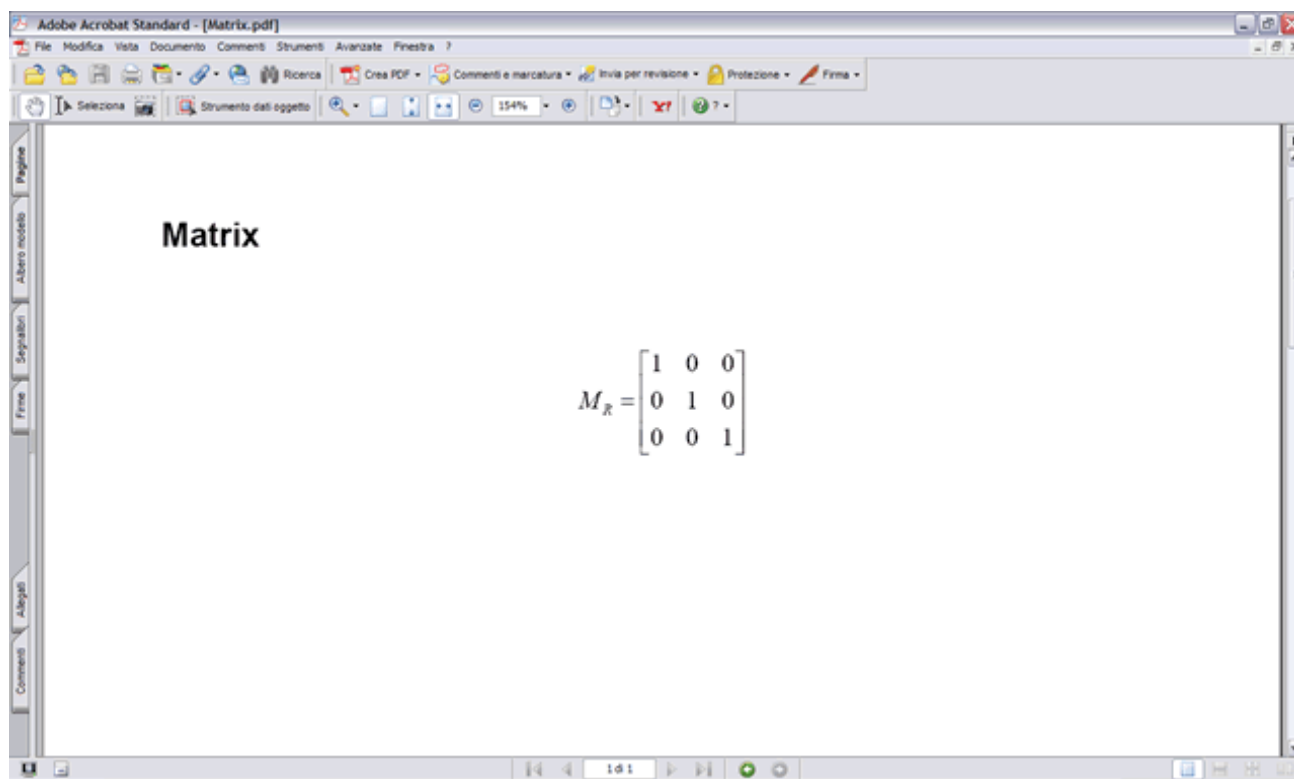 Adobe Acrobat Standard - [Matrix.pdf]
File Modifica Vista Documento Commenti Strumenti Avanzate Finestra ?
Ricerca Crea PDF Commenti e marcatura Invia per revisione Protezione Firma
Seleziona Strumento dati oggetto 154% ?
Pagine
Albero modello
Segnalibri
Firme
Allegati
Commenti
Matrix
1 0 0
M_R = 0 1 0
0 0 1
1 di 1